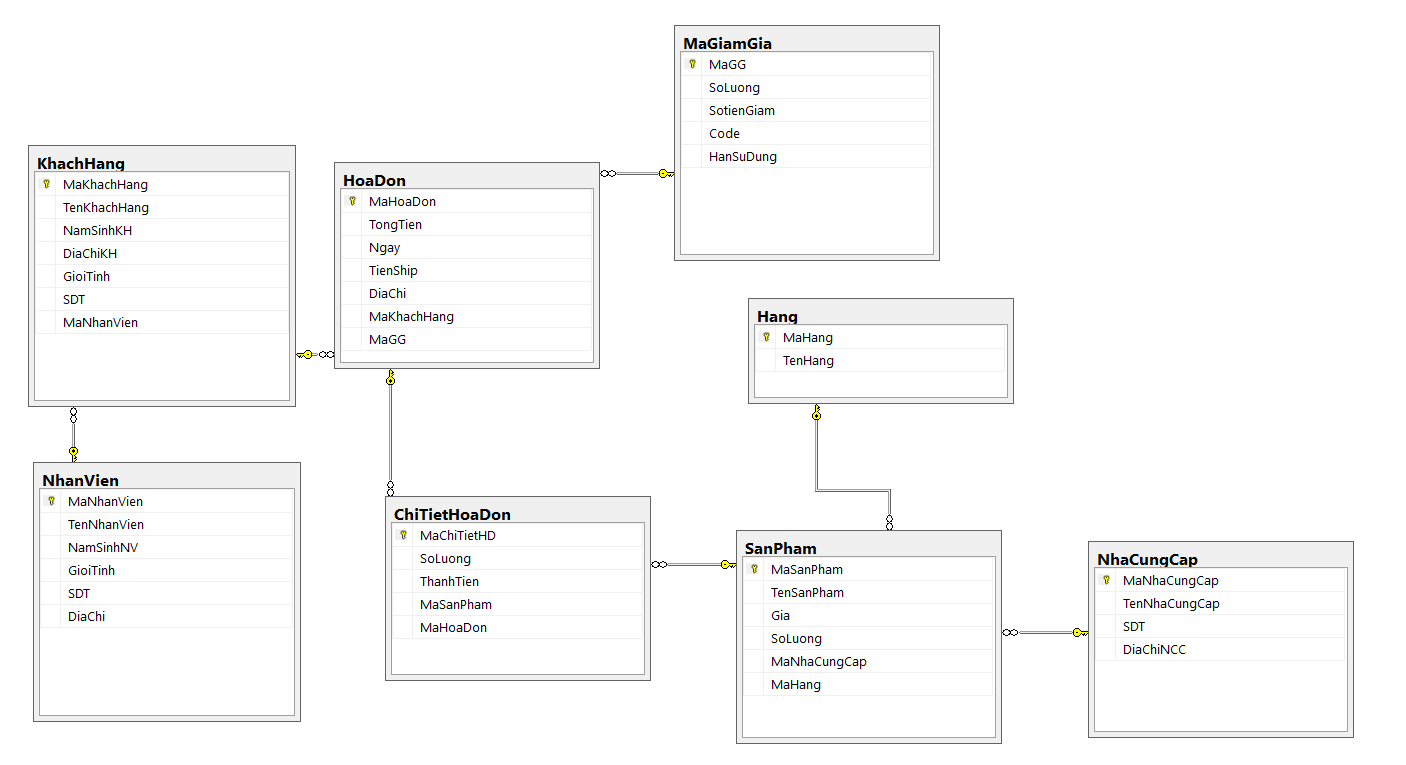 MaGiamGia
MaGG
SoLuong
SotienGiam
Code
HanSuDung
KhachHang
MaKhachHang
TenKhachHang
NamSinhKH
DiaChiKH
GioiTinh
SDT
MaNhanVien
HoaDon
MaHoaDon
TongTien
Ngay
TienShip
DiaChi
MaKhachHang
MaGG
Hang
MaHang
TenHang
NhanVien
MaNhanVien
TenNhanVien
NamSinhNV
GioiTinh
SDT
DiaChi
ChiTietHoaDon
MaChiTietHD
SoLuong
ThanhTien
MaSanPham
MaHoaDon
SanPham
MaSanPham
TenSanPham
Gia
SoLuong
MaNhaCungCap
MaHang
NhaCungCap
MaNhaCungCap
TenNhaCungCap
SDT
DiaChiNCC